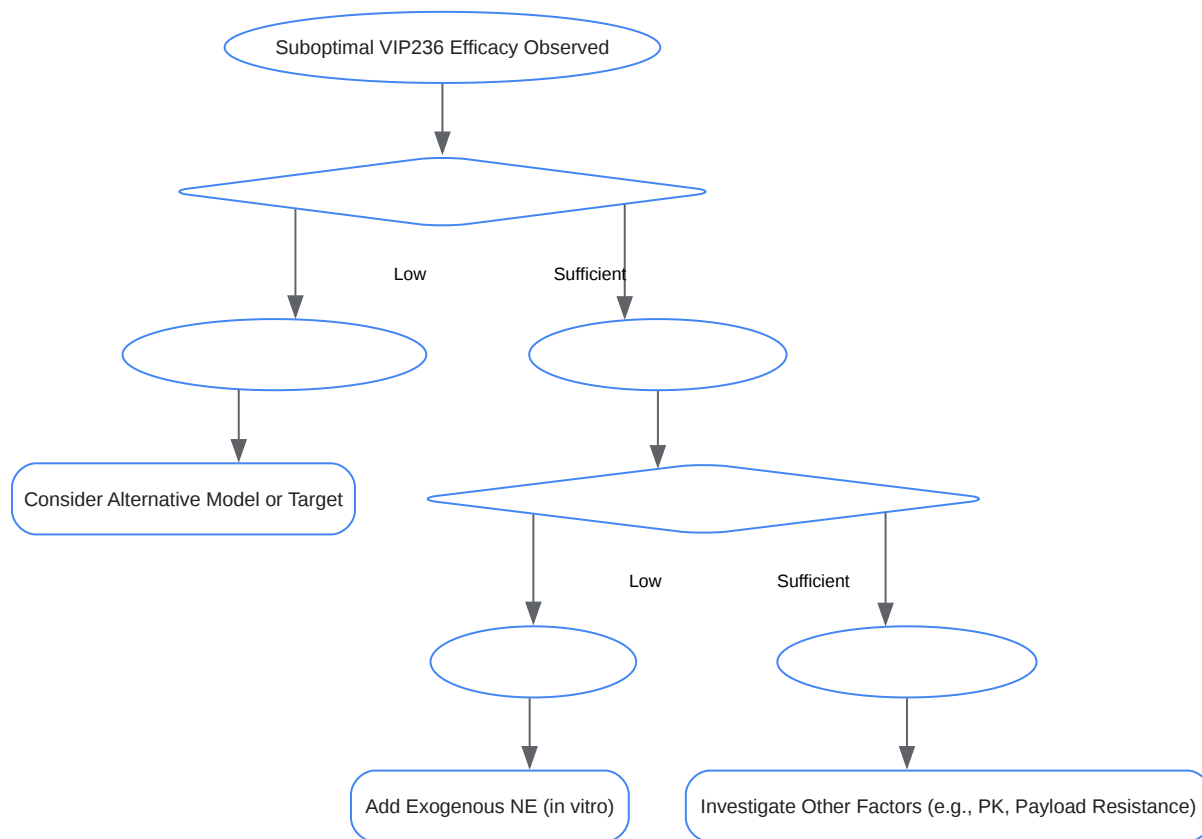 Suboptimal VIP236 Efficacy Observed
Low
Sufficient
Consider Alternative Model or Target
Low
Sufficient
Add Exogenous NE (in vitro)
Investigate Other Factors (e.g., PK, Payload Resistance)